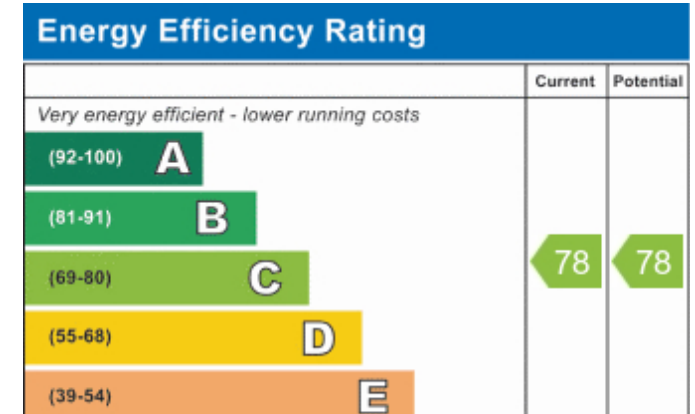 Energy Efficiency Rating
Current Potential
Very energy efficient - lower running costs
(92-100) A
(81-91) B
(69-80) C
78 78
(55-68) D
(39-54) E